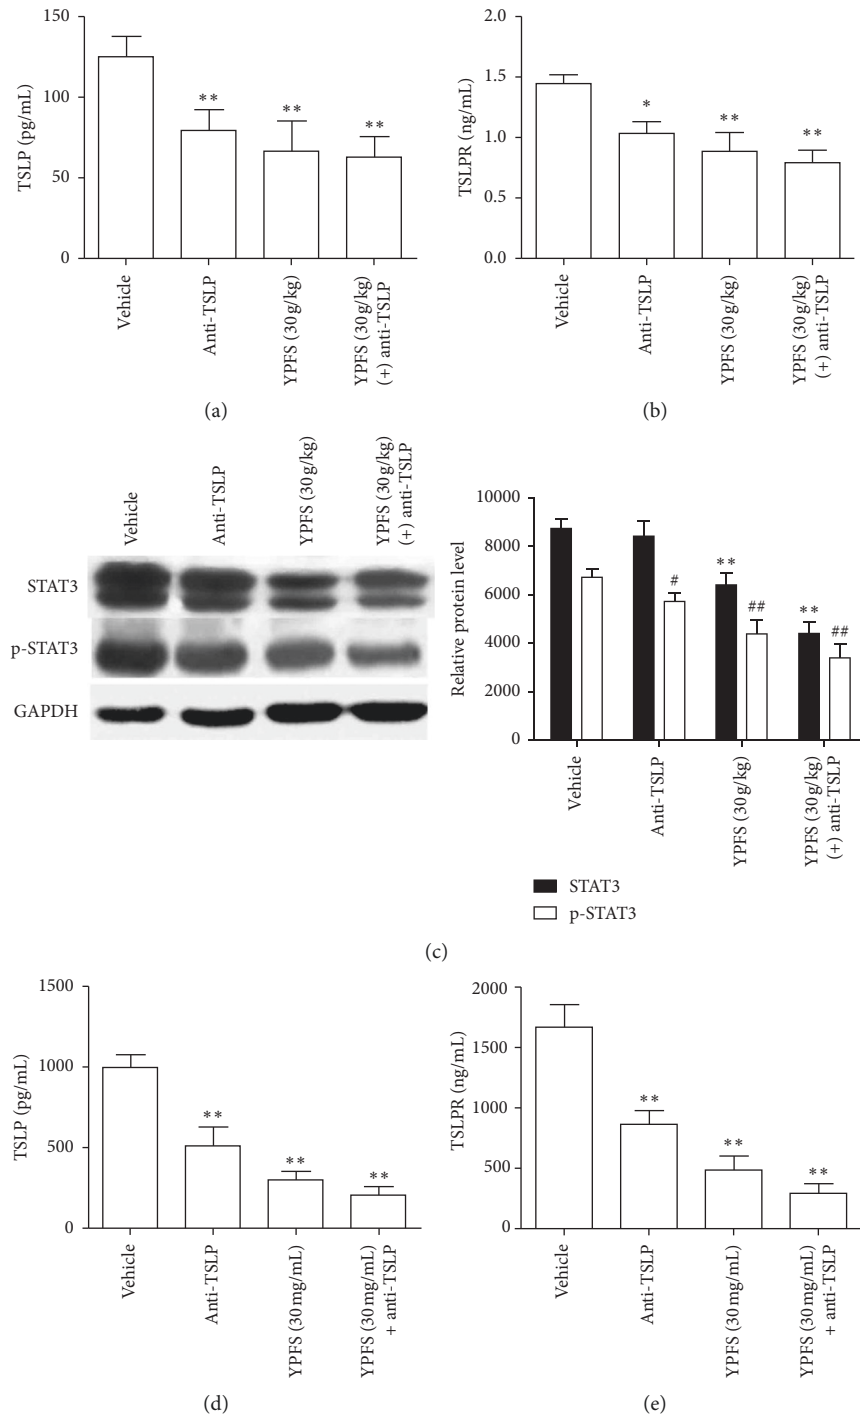 150
100
50
0
TSLP (pg/mL)
**
**
**
Vehicle
Anti-TSLP
YPFS (30 g/kg)
YPFS (30 g/kg)
(+) anti-TSLP
(a)
2.0
1.5
1.0
0.5
0.0
TSLPR (ng/mL)
*
**
**
Vehicle
Anti-TSLP
YPFS (30 g/kg)
YPFS (30 g/kg)
(+) anti-TSLP
(b)
Vehicle
Anti-TSLP
YPFS (30 g/kg)
YPFS (30 g/kg)
(+) anti-TSLP
STAT3
p-STAT3
GAPDH
10000
8000
6000
4000
2000
0
Relative protein level
#
**
##
**
##
Vehicle
Anti-TSLP
YPFS (30 g/kg)
YPFS (30 g/kg)
(+) anti-TSLP
STAT3
p-STAT3
(c)
1500
1000
500
0
TSLP (pg/mL)
**
**
**
Vehicle
Anti-TSLP
YPFS (30 mg/mL)
YPFS (30 mg/mL)
+ anti-TSLP
(d)
2000
1500
1000
500
0
TSLPR (ng/mL)
**
**
**
Vehicle
Anti-TSLP
YPFS (30 mg/mL)
YPFS (30 mg/mL)
+ anti-TSLP
(e)